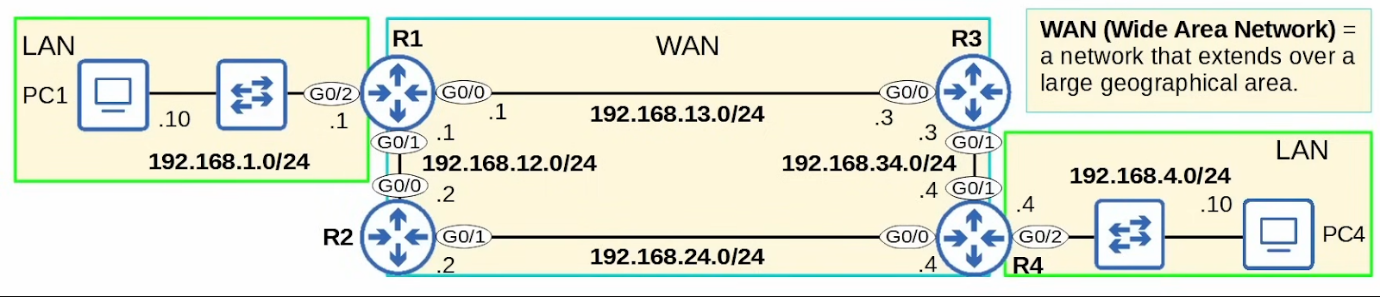 LAN
PC1
.10
192.168.1.0/24
G0/2
.1
R1
WAN
R3
G0/0
.1
192.168.13.0/24
G0/0
.3
G0/1
.1
192.168.12.0/24
G0/0
.2
.3
G0/1
192.168.34.0/24
.4
G0/1
R2
G0/1
.2
192.168.24.0/24
G0/0
.4
R4
WAN (Wide Area Network) =
a network that extends over a
large geographical area.
LAN
192.168.4.0/24
.4
G0/2
.10
PC4